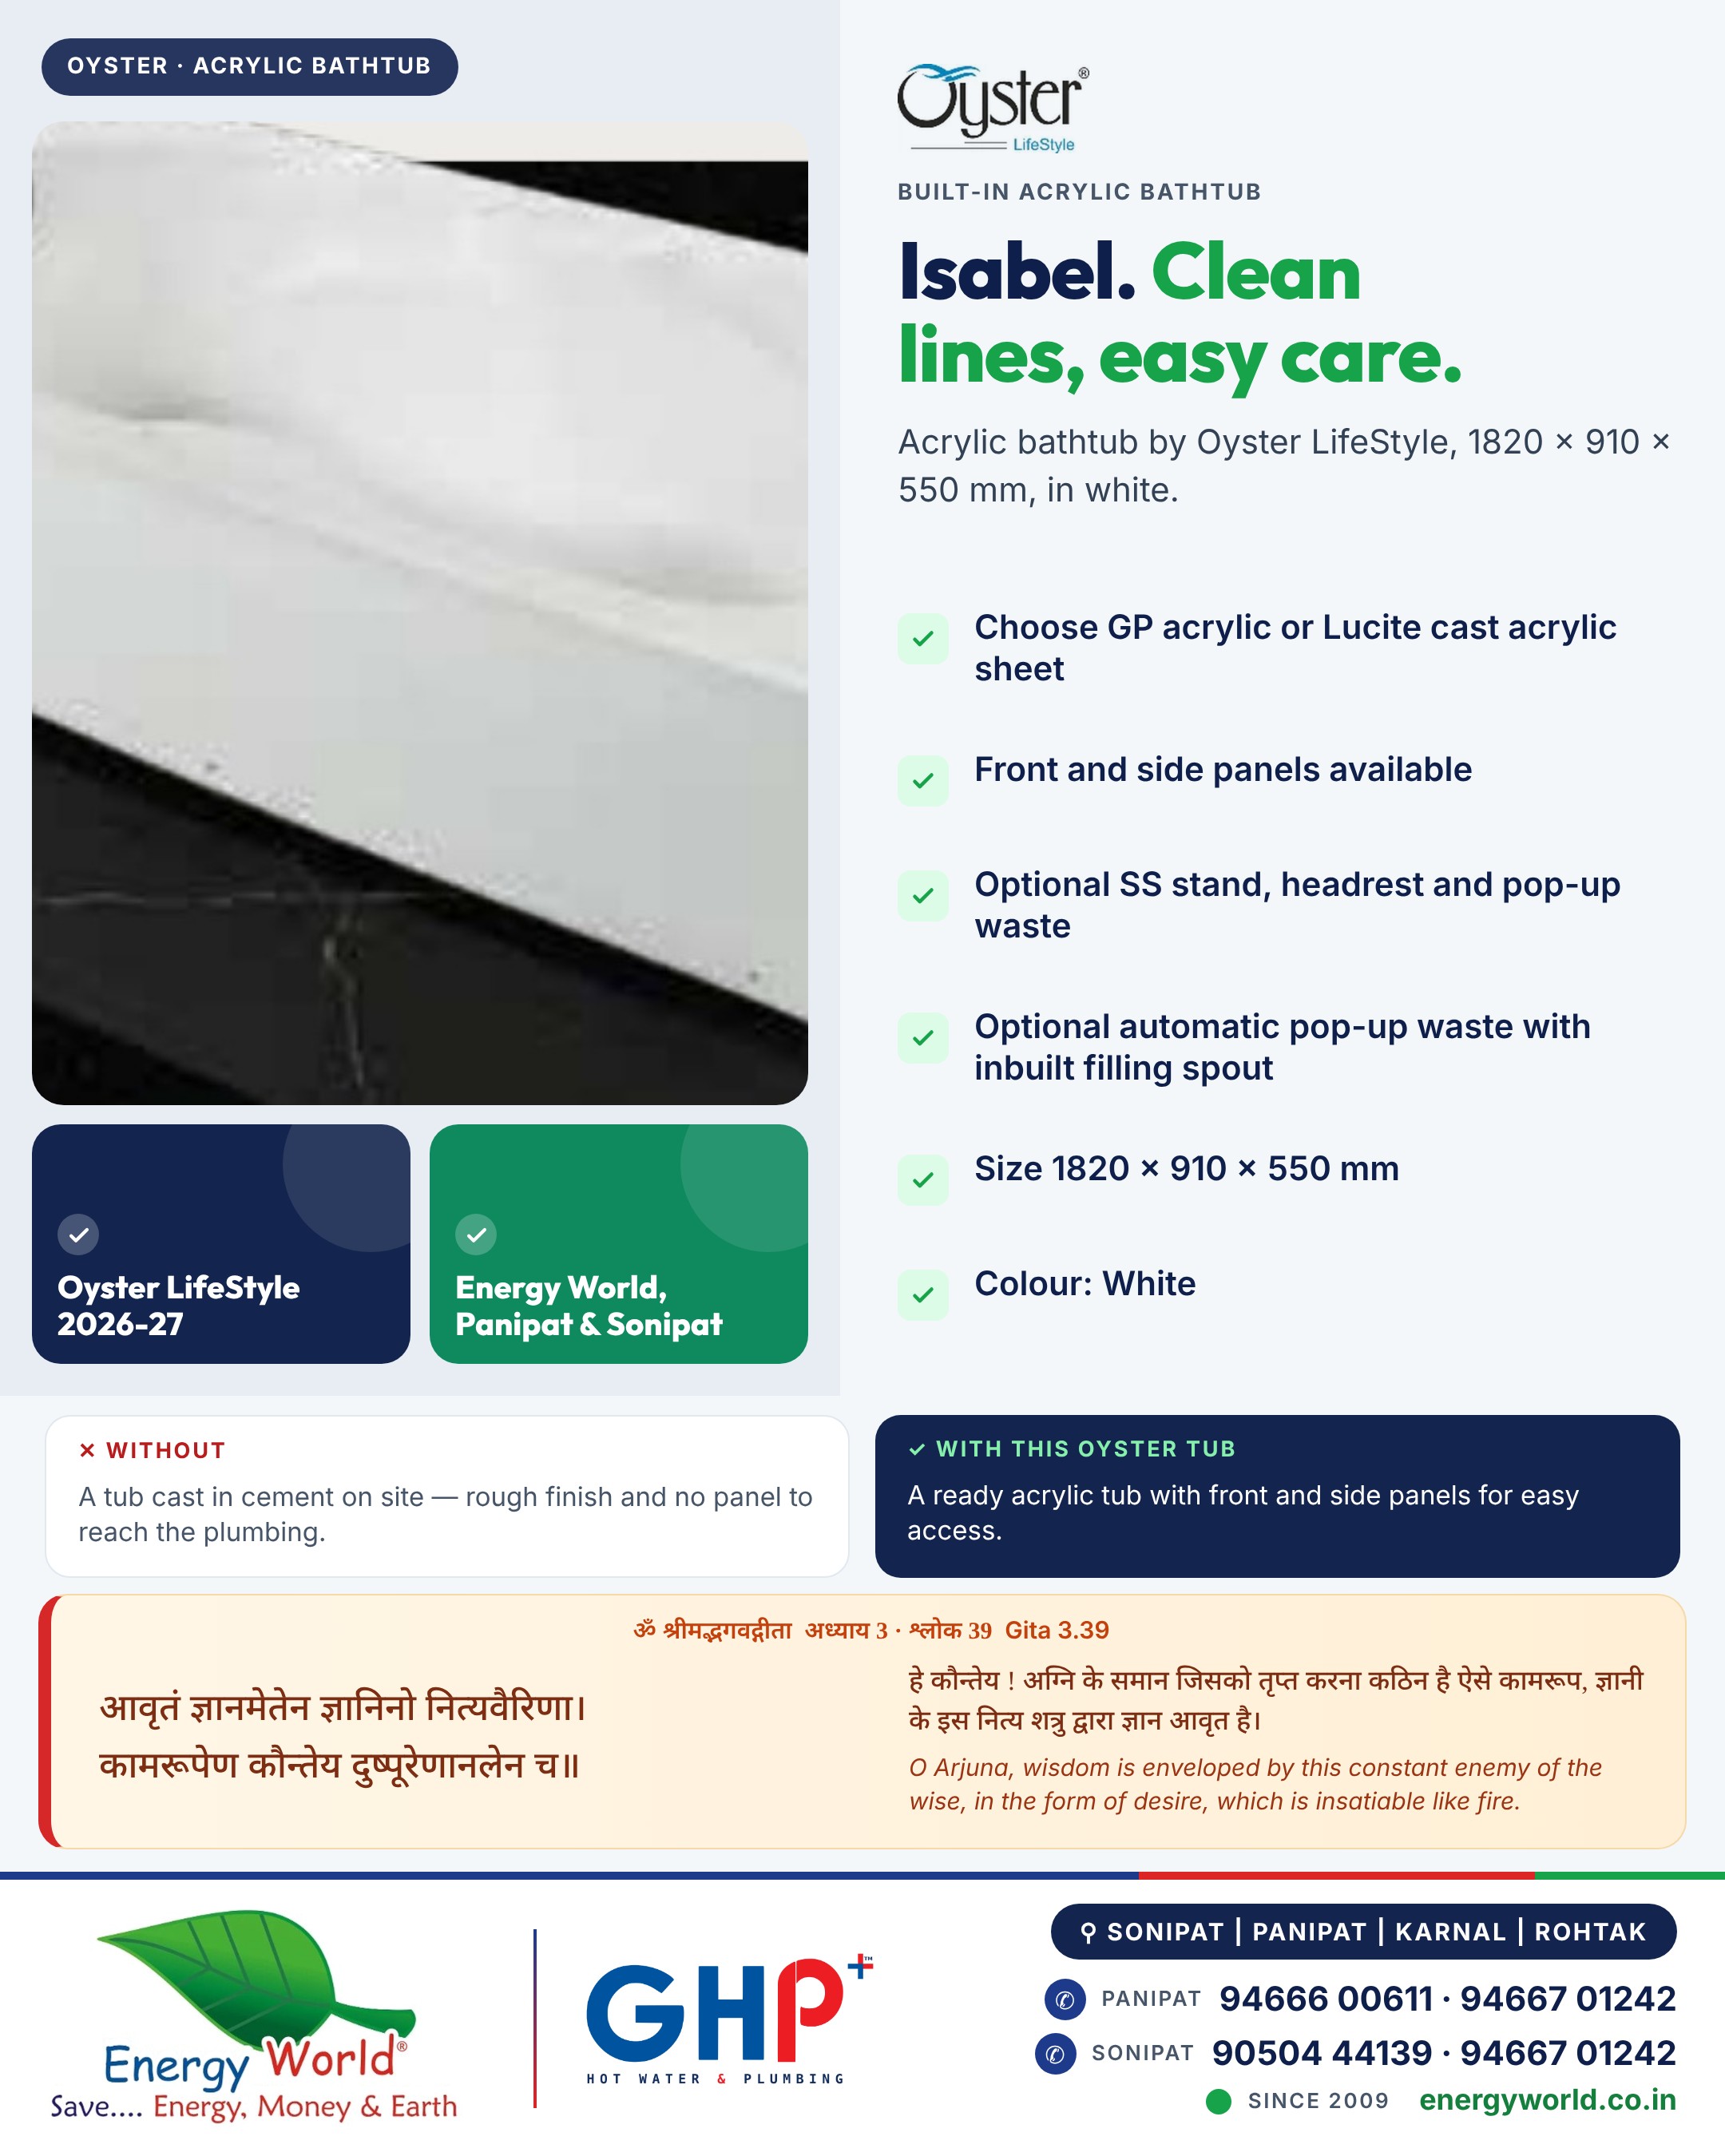 OYSTER · ACRYLIC BATHTUB
Oyster®
LifeStyle
BUILT-IN ACRYLIC BATHTUB
Isabel. Clean
lines, easy care.
Acrylic bathtub by Oyster LifeStyle, 1820 × 910 ×
550 mm, in white.
Choose GP acrylic or Lucite cast acrylic
sheet
Front and side panels available
Optional SS stand, headrest and pop-up
waste
Optional automatic pop-up waste with
inbuilt filling spout
Size 1820 × 910 × 550 mm
Colour: White
Oyster LifeStyle
2026-27
Energy World,
Panipat & Sonipat
✕ WITHOUT
A tub cast in cement on site — rough finish and no panel to
reach the plumbing.
✓ WITH THIS OYSTER TUB
A ready acrylic tub with front and side panels for easy
access.
ॐ श्रीमद्भगवद्गीता अध्याय 3 · श्लोक 39 Gita 3.39
आवृतं ज्ञानमेतेन ज्ञानिनो नित्यवैरिणा।
कामरूपेण कौन्तेय दुष्पूरेणानलेन च॥
हे कौन्तेय ! अग्नि के समान जिसको तृप्त करना कठिन है ऐसे कामरूप, ज्ञानी
के इस नित्य शत्रु द्वारा ज्ञान आवृत है।
O Arjuna, wisdom is enveloped by this constant enemy of the
wise, in the form of desire, which is insatiable like fire.
Energy World®
Save.... Energy, Money & Earth
GHP+™
HOT WATER & PLUMBING
SONIPAT | PANIPAT | KARNAL | ROHTAK
PANIPAT 94666 00611 · 94667 01242
SONIPAT 90504 44139 · 94667 01242
SINCE 2009 energyworld.co.in